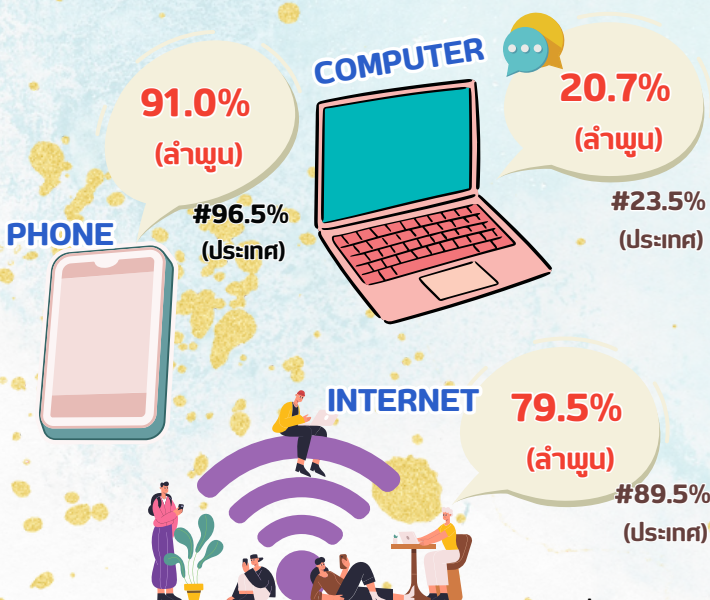 COMPUTER
91.0%
(ลำพูน)
20.7%
(ลำพูน)
#96.5%
(ประเทศ)
#23.5%
(ประเทศ)
PHONE
INTERNET
79.5%
(ลำพูน)
#89.5%
(ประเทศ)